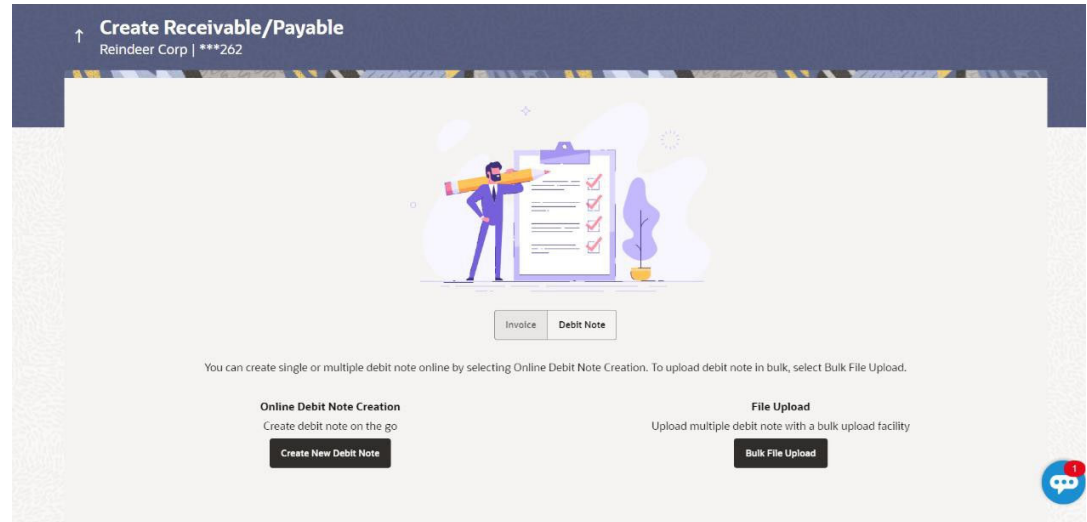 Create Receivable/Payable
Reindeer Corp | ***262
Invoice
Debit Note
You can create single or multiple debit note online by selecting Online Debit Note Creation. To upload debit note in bulk, select Bulk File Upload.
Online Debit Note Creation
File Upload
Create debit note on the go
Upload multiple debit note with a bulk upload facility
Create New Debit Note
Bulk File Upload
1